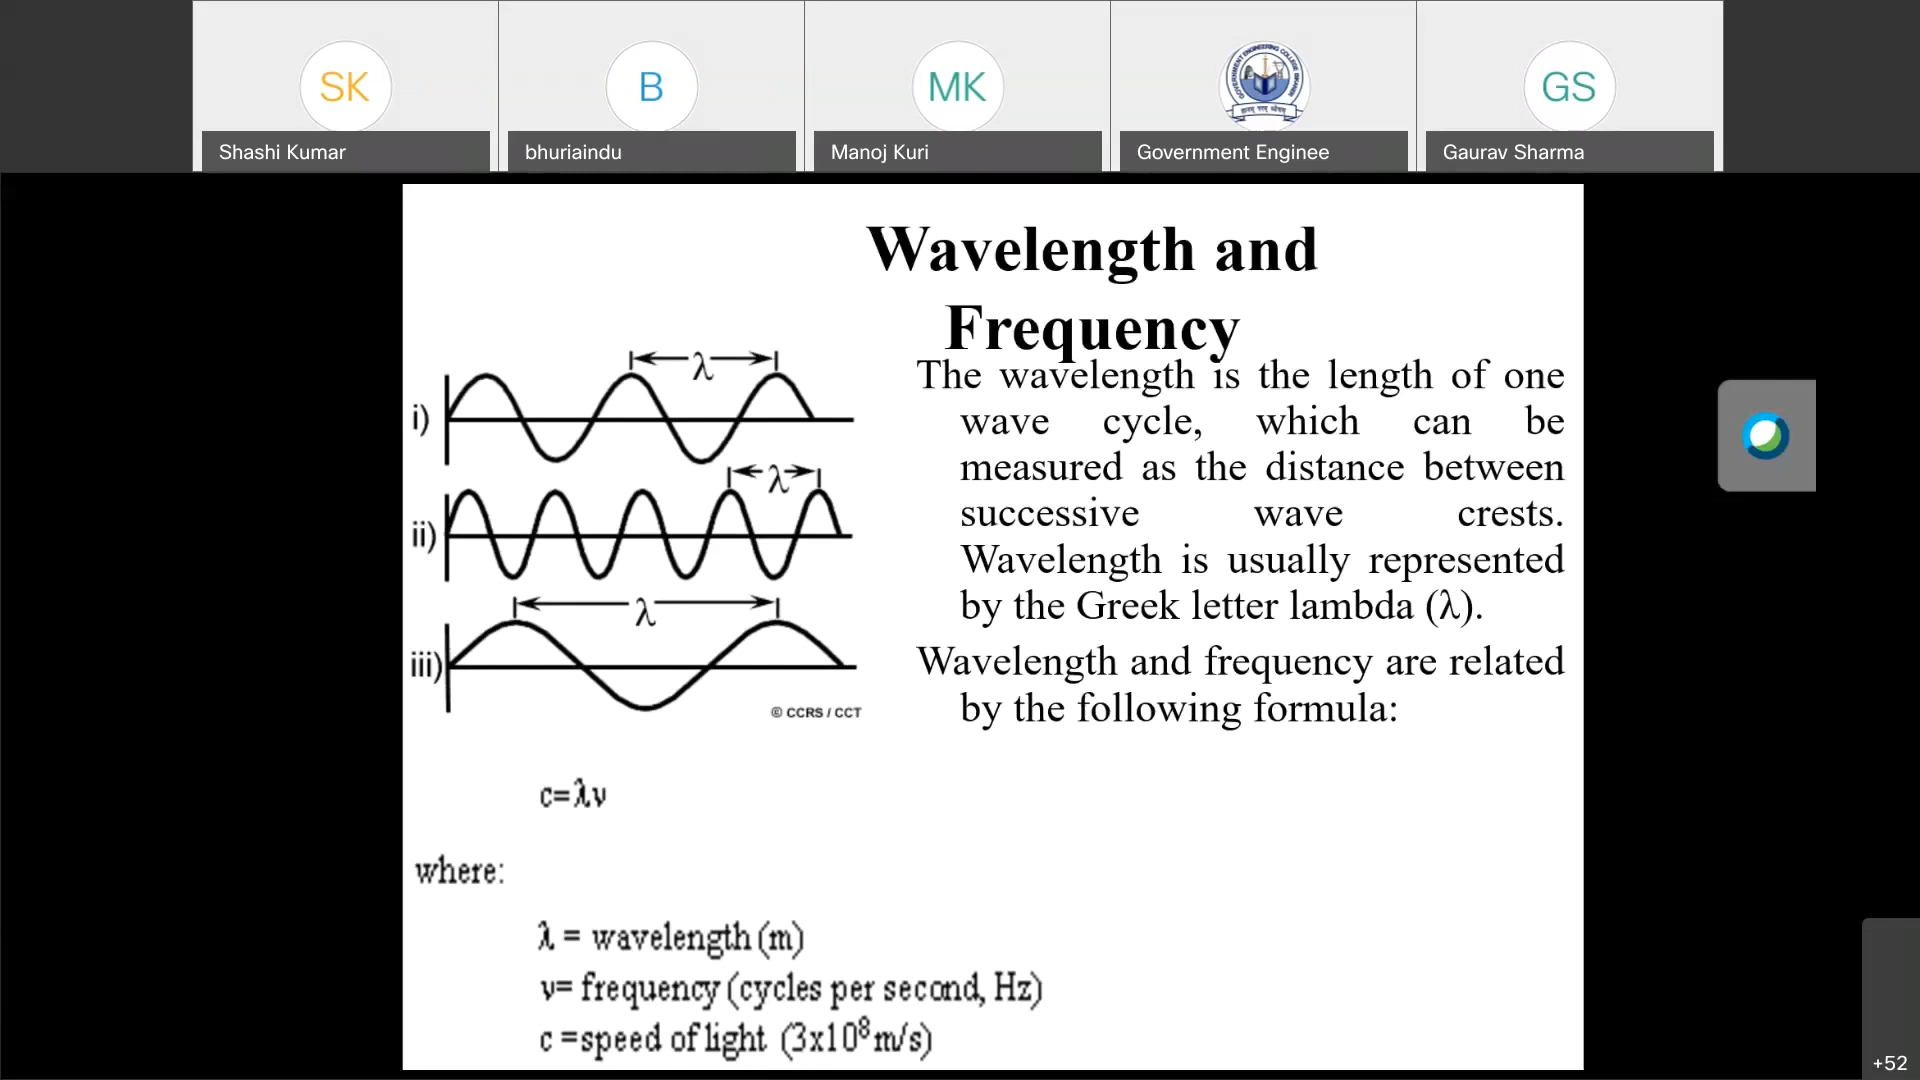 SK
B
MK
GS
Shashi Kumar
bhuriaindu
Manoj Kuri
Government Enginee
Gaurav Sharma
Wavelength and
Frequency
λ
i)
λ
ii)
λ
iii)
© CCRS / CCT
The wavelength is the length of one
wave cycle, which can be
measured as the distance between
successive wave crests.
Wavelength is usually represented
by the Greek letter lambda (λ).
Wavelength and frequency are related
by the following formula:
c=λν
where:
λ = wavelength (m)
ν= frequency (cycles per second, Hz)
c =speed of light (3x10⁸m/s)
+52